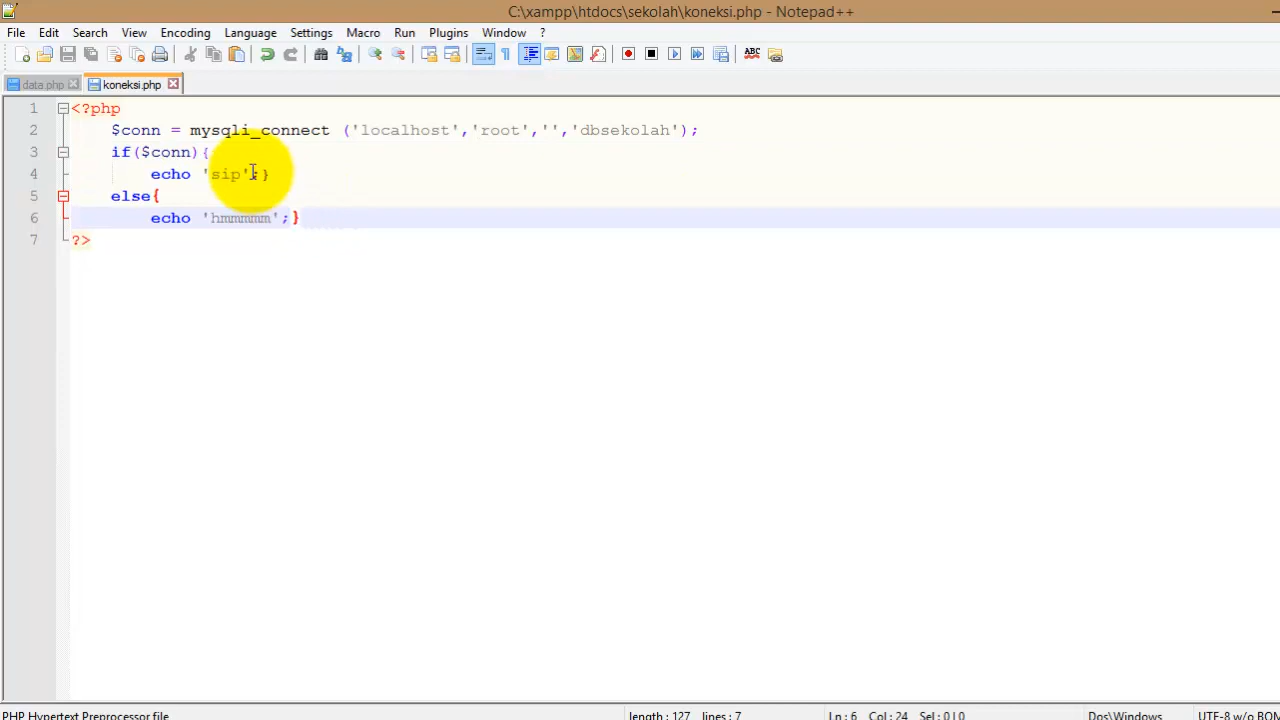 C:\xampp\htdocs\sekolah\koneksi.php - Notepad++
File Edit Search View Encoding Language Settings Macro Run Plugins Window ?
ABC
data.php koneksi.php
1 <?php
2 $conn = mysqli_connect ('localhost','root','','dbsekolah');
3 if($conn){
4 echo 'sip';}
5 else{
6 echo 'hmmmmm';}
7 ?>
PHP Hypertext Preprocessor file length : 127 lines : 7 Ln : 6 Col : 24 Sel : 0 | 0 Dos\Windows UTF-8 w/o BOM